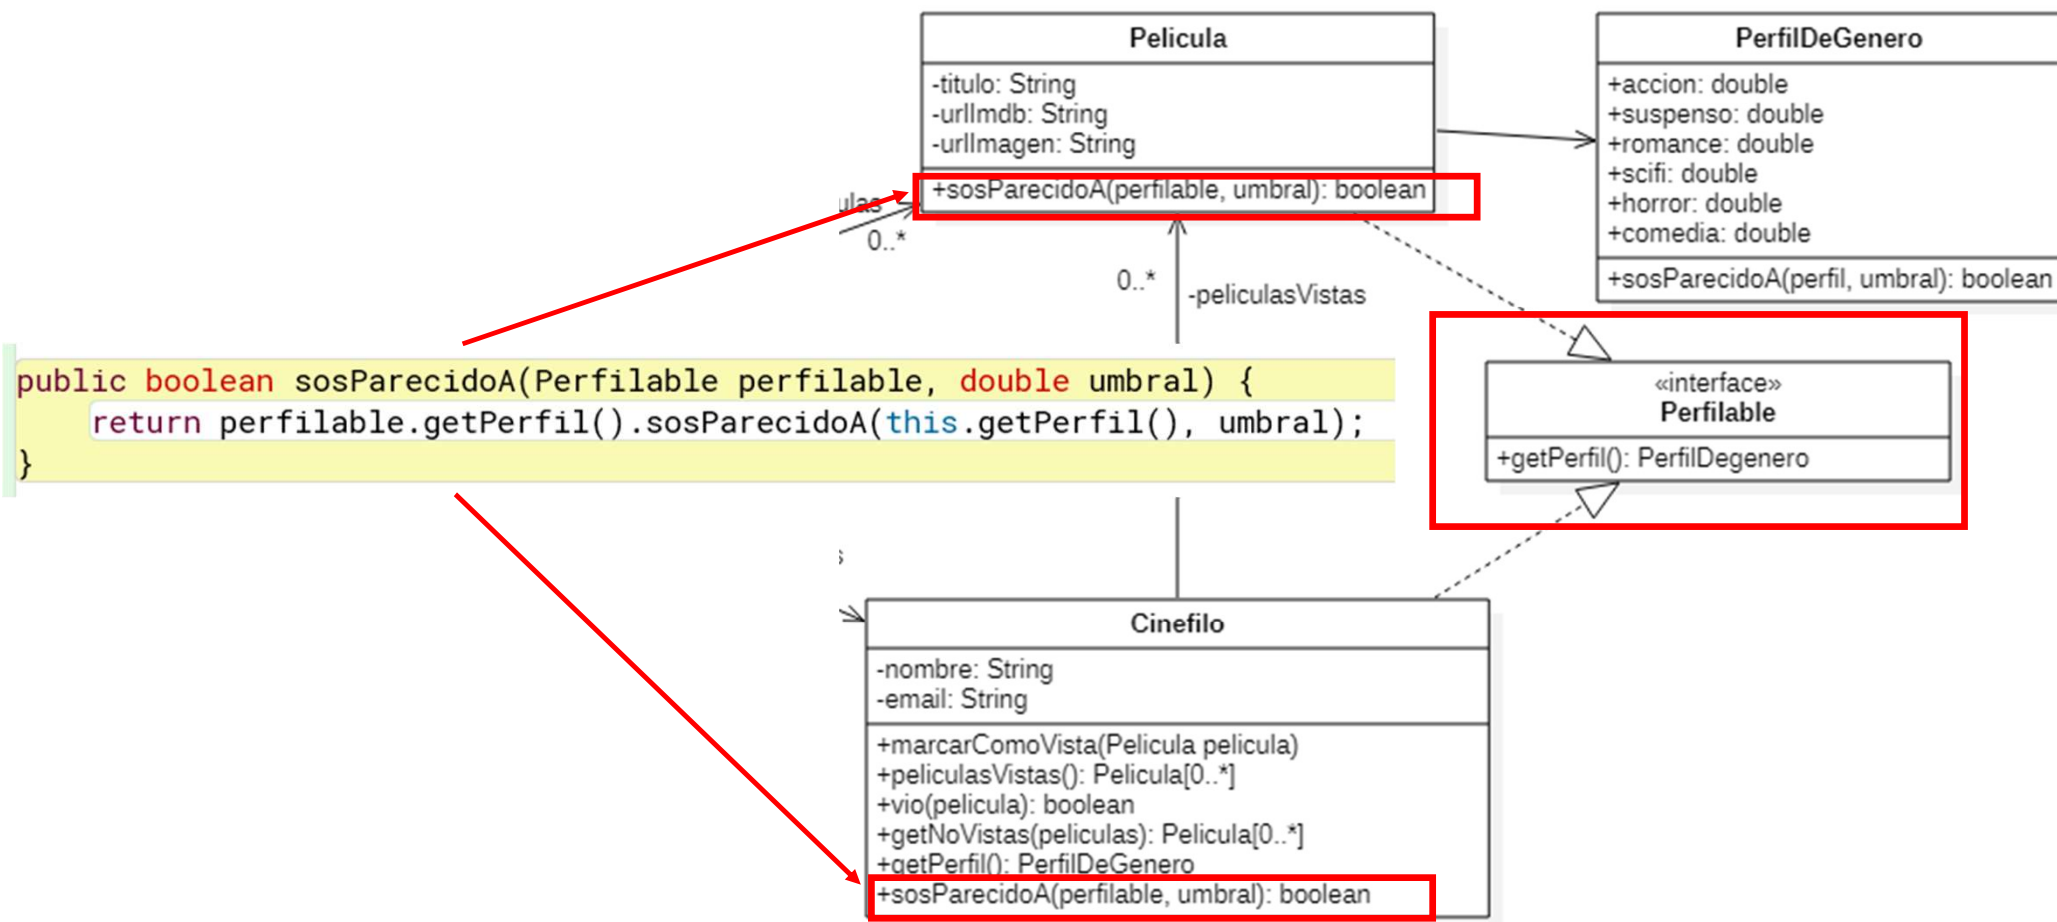 Pelicula
-titulo: String
-urlImdb: String
-urlImagen: String
+sosParecidoA(perfilable, umbral): boolean
PerfilDeGenero
+accion: double
+suspenso: double
+romance: double
+scifi: double
+horror: double
+comedia: double
+sosParecidoA(perfil, umbral): boolean
ulas
0..*
0..*
-peliculasVistas
public boolean sosParecidoA(Perfilable perfilable, double umbral) {
return perfilable.getPerfil().sosParecidoA(this.getPerfil(), umbral);
}
«interface»
Perfilable
+getPerfil(): PerfilDegenero
s
Cinefilo
-nombre: String
-email: String
+marcarComoVista(Pelicula pelicula)
+peliculasVistas(): Pelicula[0..*]
+vio(pelicula): boolean
+getNoVistas(peliculas): Pelicula[0..*]
+getPerfil(): PerfilDeGenero
+sosParecidoA(perfilable, umbral): boolean